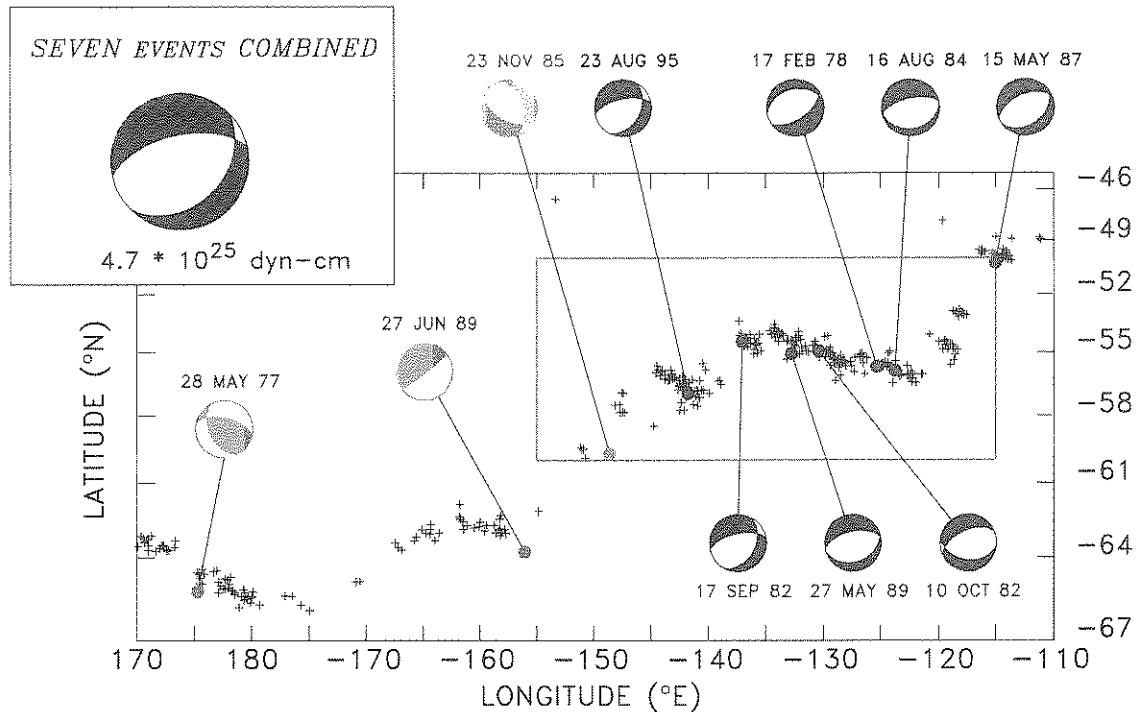 SEVEN EVENTS COMBINED
4.7 * 10^25 dyn-cm
23 NOV 85
23 AUG 95
17 FEB 78
16 AUG 84
15 MAY 87
27 JUN 89
28 MAY 77
17 SEP 82
27 MAY 89
10 OCT 82
-46
-49
-52
-55
-58
-61
-64
-67
LATITUDE (°N)
170
180
-170
-160
-150
-140
-130
-120
-110
LONGITUDE (°E)